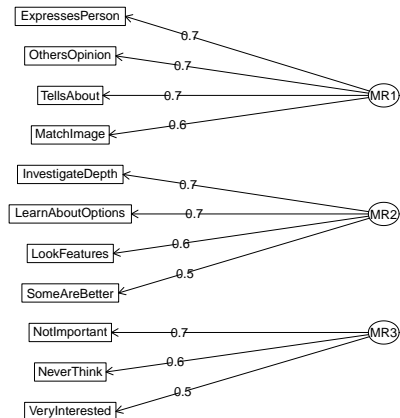 ExpressesPerson
0.7
OthersOpinion
0.7
TellsAbout
0.7
MR1
MatchImage
0.6
InvestigateDepth
0.7
LearnAboutOptions
0.7
MR2
LookFeatures
0.6
SomeAreBetter
0.5
NotImportant
0.7
MR3
NeverThink
0.6
VeryInterested
0.5